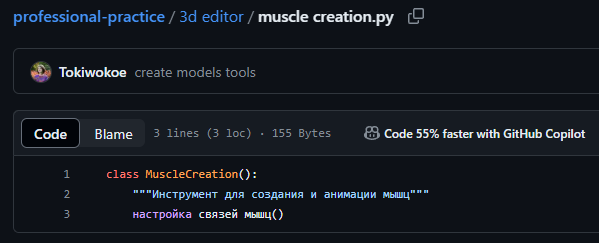 professional-practice / 3d editor / muscle creation.py
Tokiwokoe create models tools
Code Blame 3 lines (3 loc) · 155 Bytes Code 55% faster with GitHub Copilot
1 class MuscleCreation():
2 """Инструмент для создания и анимации мышц"""
3 настройка связей мышц()